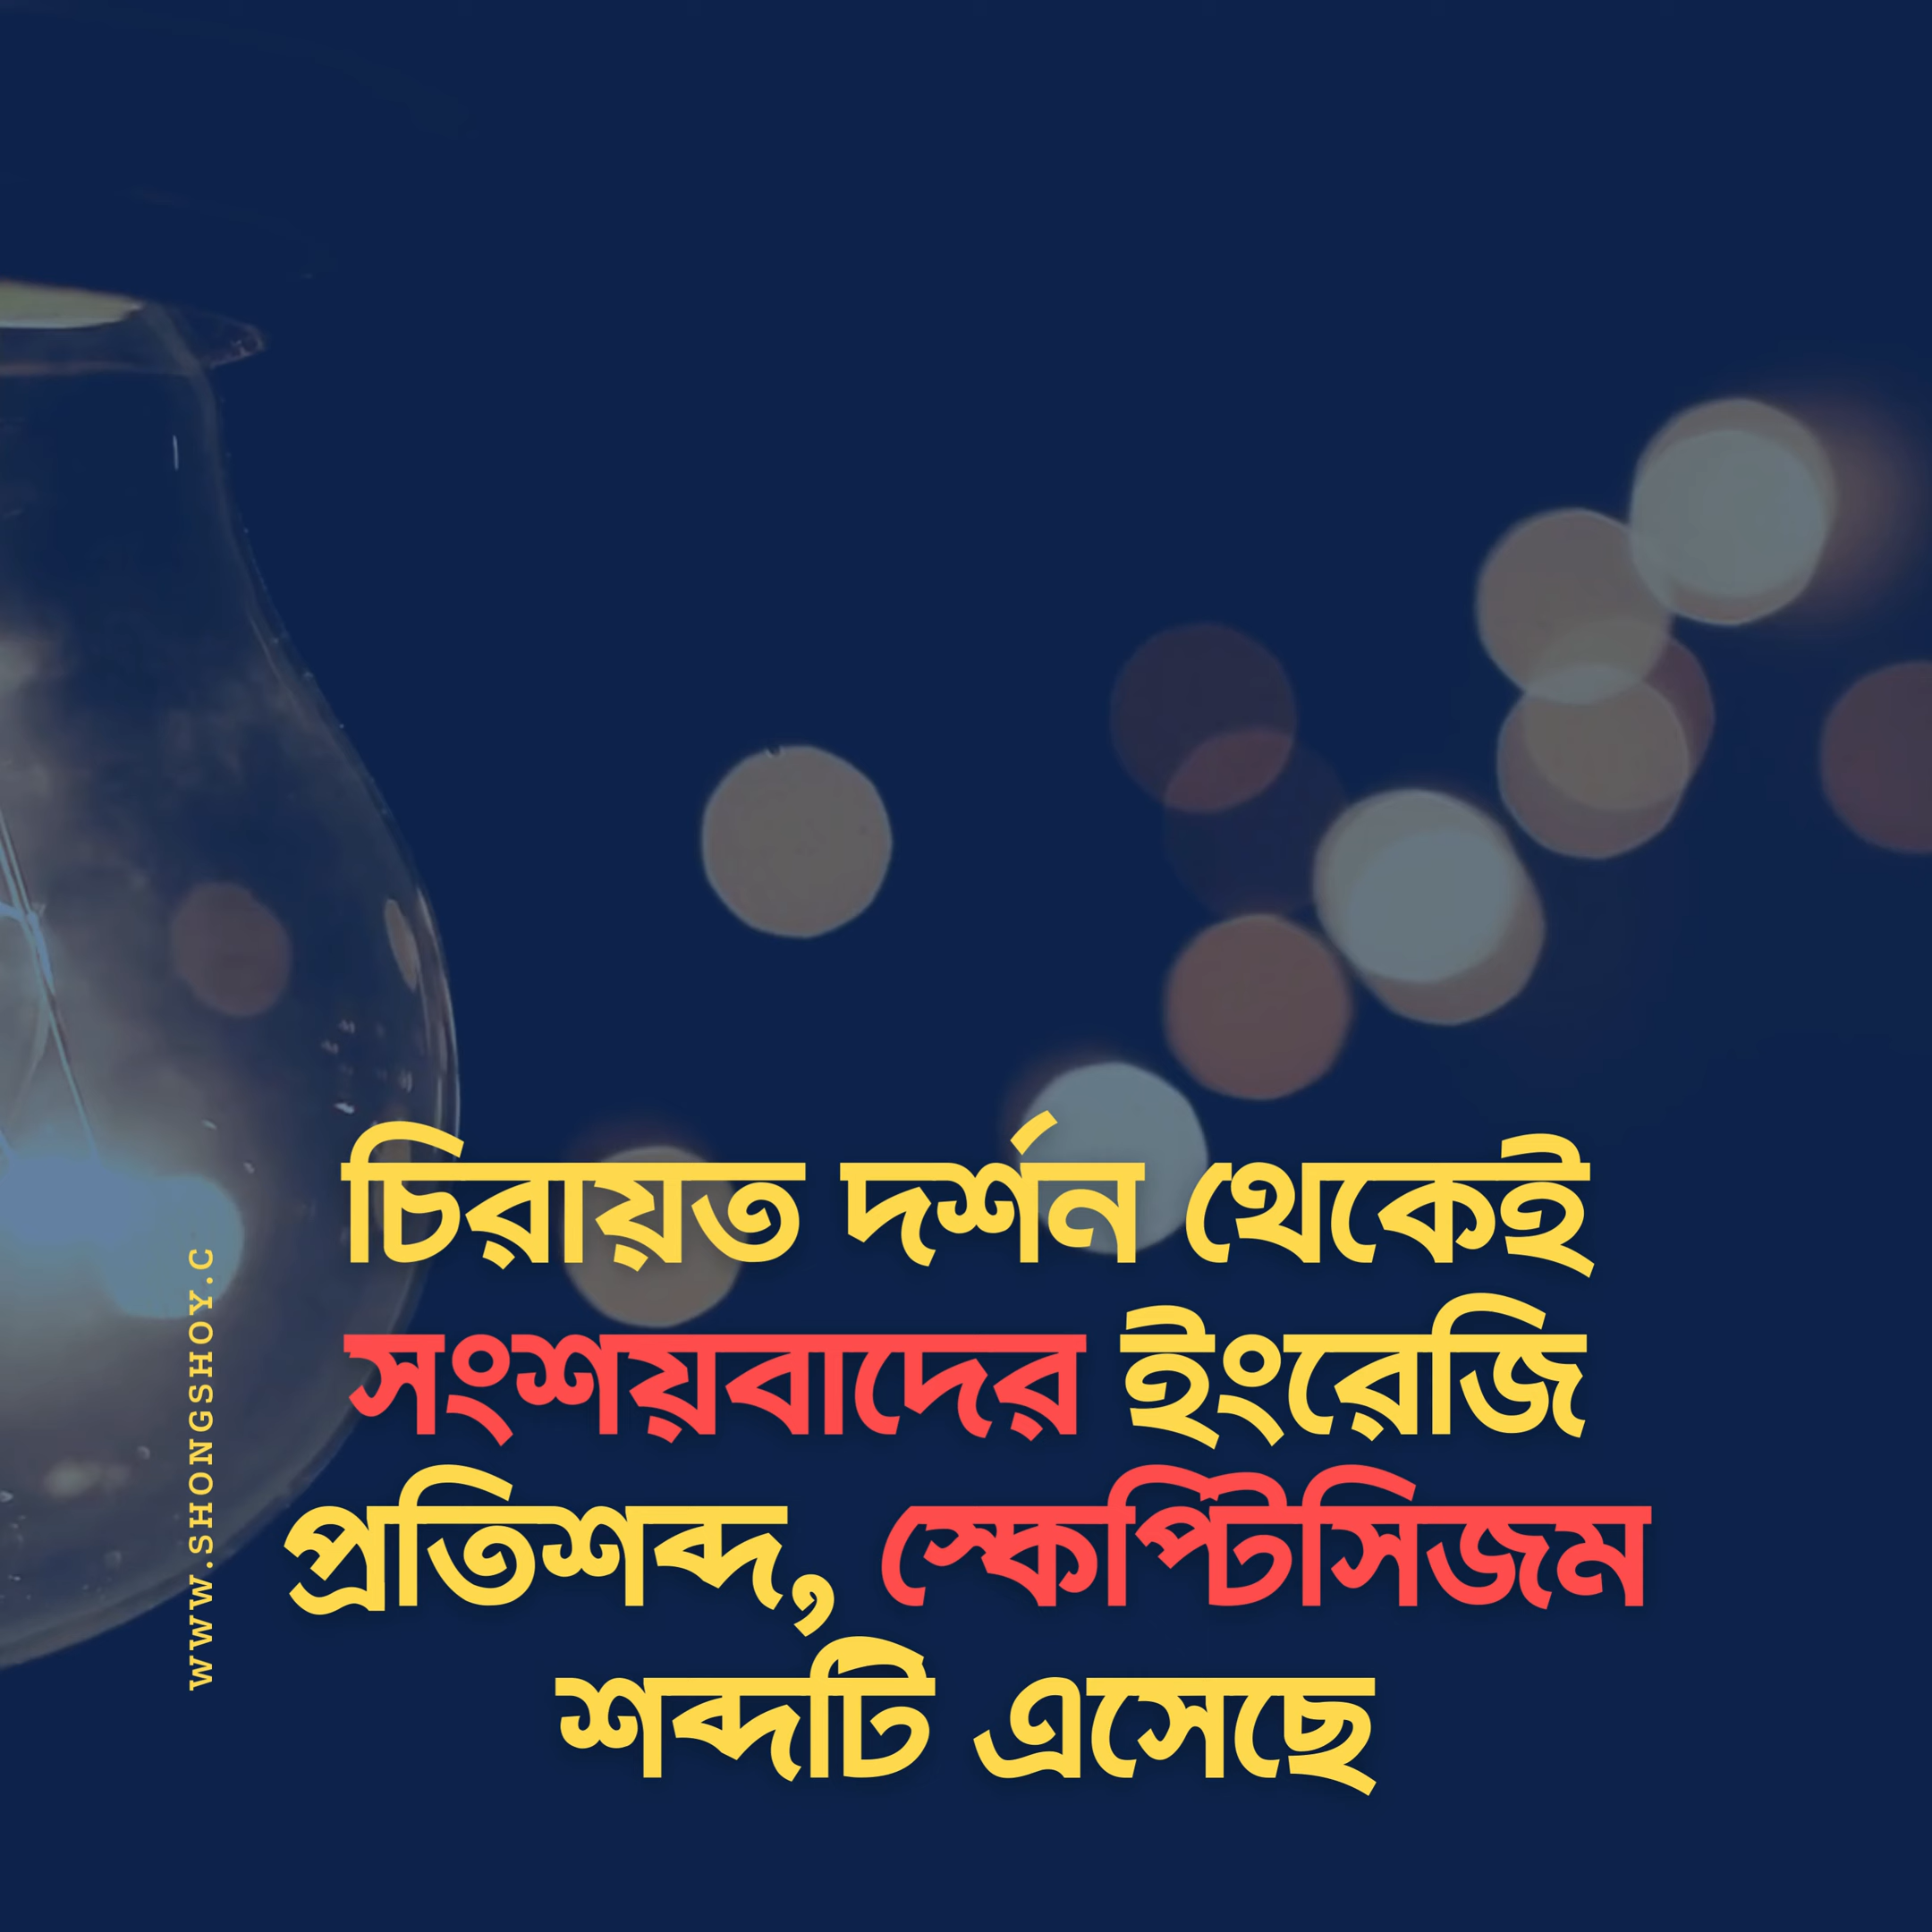 চিরায়ত দর্শন থেকেই
সংশয়বাদের ইংরেজি
প্রতিশব্দ, স্কেপ্টিসিজম
শব্দটি এসেছে
WWW.SHONGSHOY.C